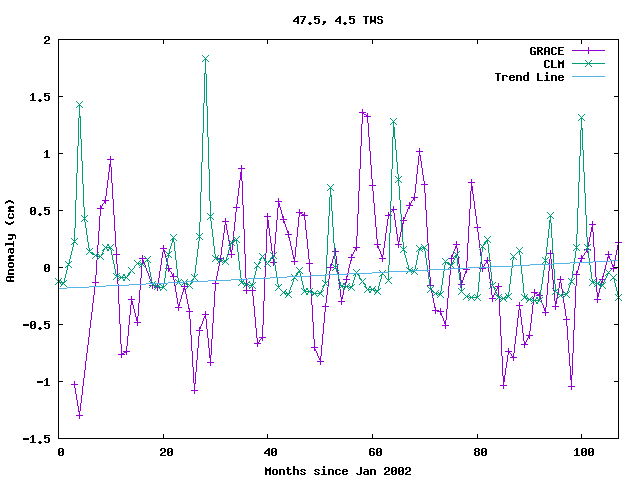 47.5, 4.5 TWS
GRACE
CLM
Trend Line
Anomaly (cm)
2
1.5
1
0.5
0
-0.5
-1
-1.5
0 20 40 60 80 100
Months since Jan 2002